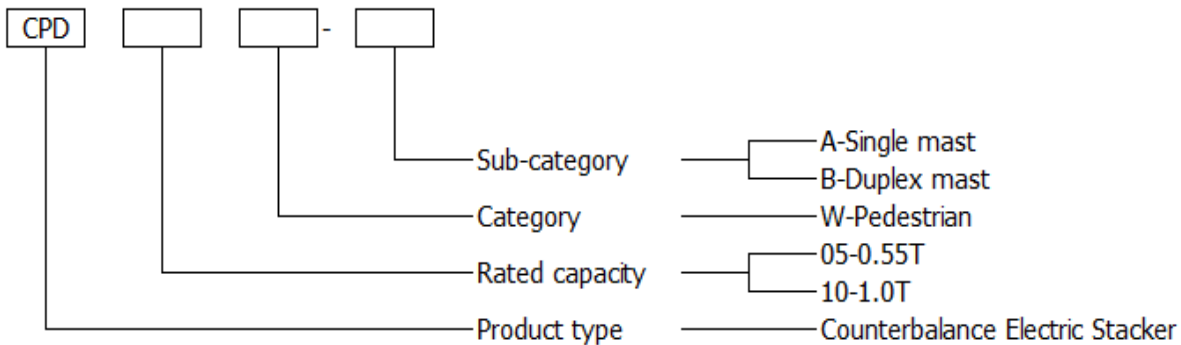 CPD -
Sub-category A-Single mast
B-Duplex mast
Category W-Pedestrian
Rated capacity 05-0.55T
10-1.0T
Product type Counterbalance Electric Stacker